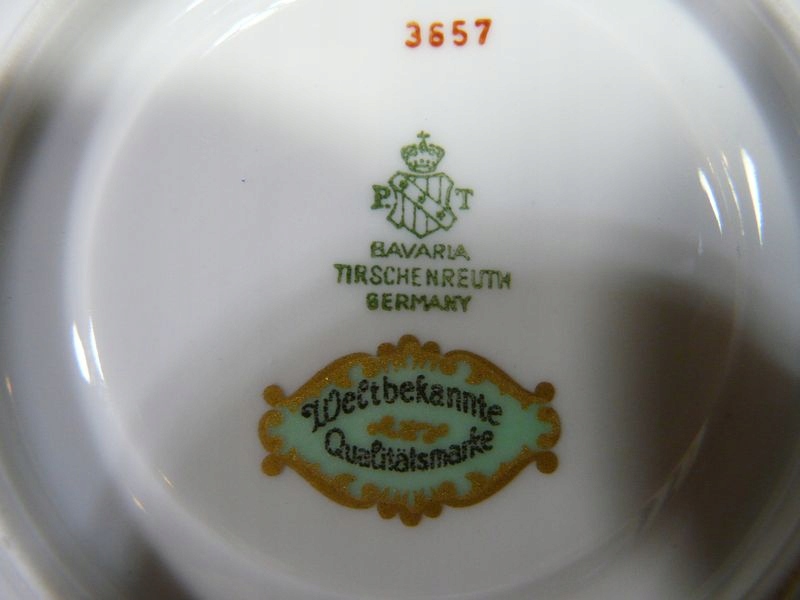 3657
P. T
BAVARIA
TIRSCHENREUTH
GERMANY
Weltbekannte
Qualitätsmarke